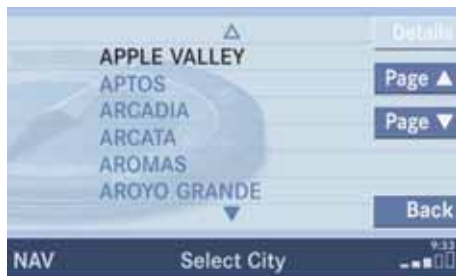 Details
APPLE VALLEY
APTOS
Page ▲
ARCADIA
ARCATA
Page ▼
AROMAS
AROYO GRANDE
Back
NAV
Select City
9:33